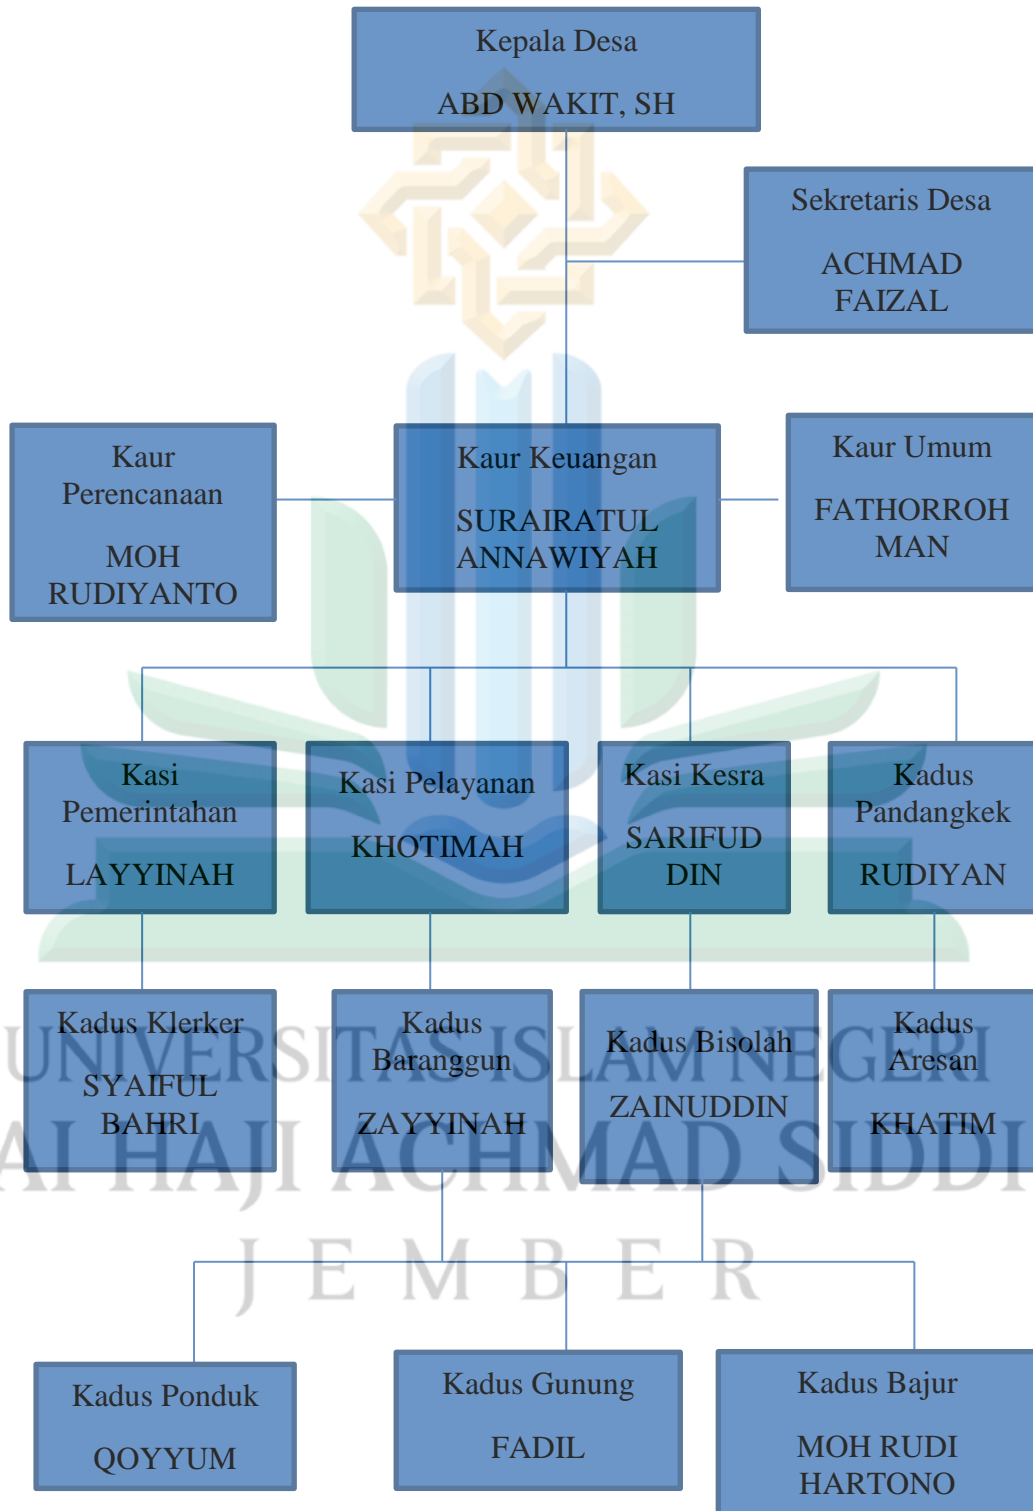 Kepala Desa
ABD WAKIT, SH
Sekretaris Desa
ACHMAD
FAIZAL
Kaur
Perencanaan
MOH
RUDIYANTO
Kaur Keuangan
SURAIRATUL
ANNAWIYAH
Kaur Umum
FATHORROH
MAN
Kasi
Pemerintahan
LAYYINAH
Kasi Pelayanan
KHOTIMAH
Kasi Kesra
SARIFUD
DIN
Kadus
Pandangkek
RUDIYAN
Kadus Klerker
SYAIFUL
BAHRI
Kadus
Baranggun
ZAYYINAH
Kadus Bisolah
ZAINUDDIN
Kadus
Aresan
KHATIM
UNIVERSITAS ISLAM NEGERI
AI HAJI ACHMAD SIDDI
JEMBER
Kadus Ponduk
QOYYUM
Kadus Gunung
FADIL
Kadus Bajur
MOH RUDI
HARTONO